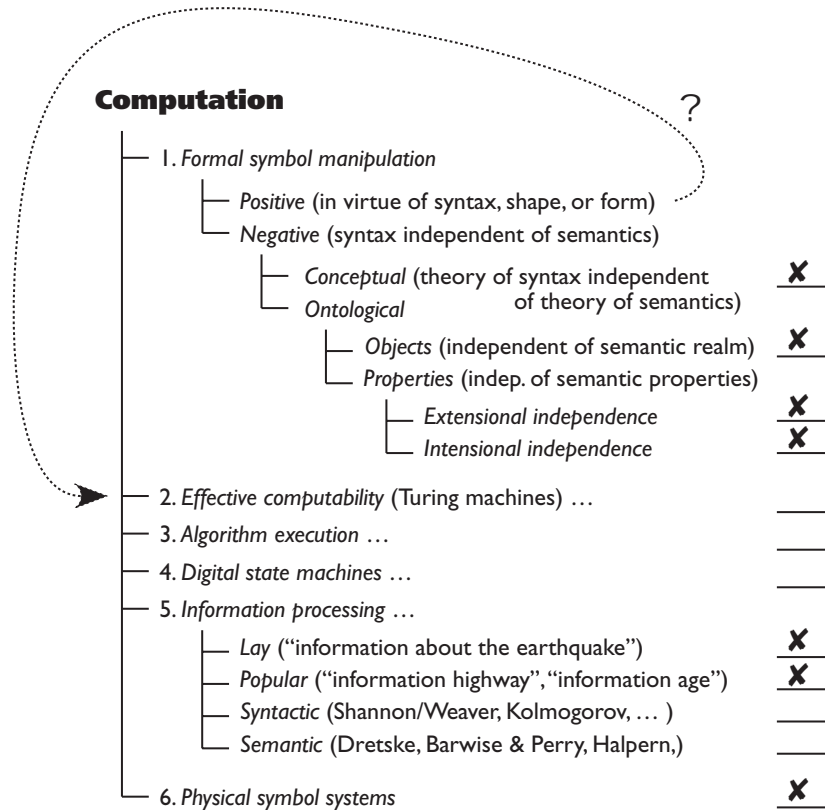 Computation
?
1. Formal symbol manipulation
Positive (in virtue of syntax, shape, or form)
Negative (syntax independent of semantics)
Conceptual (theory of syntax independent
of theory of semantics)
✘
Ontological
Objects (independent of semantic realm)
✘
Properties (indep. of semantic properties)
Extensional independence
✘
Intensional independence
✘
2. Effective computability (Turing machines) …
3. Algorithm execution …
4. Digital state machines …
5. Information processing …
Lay (“information about the earthquake”)
✘
Popular (“information highway”, “information age”)
✘
Syntactic (Shannon/Weaver, Kolmogorov, … )
Semantic (Dretske, Barwise & Perry, Halpern,)
6. Physical symbol systems
✘